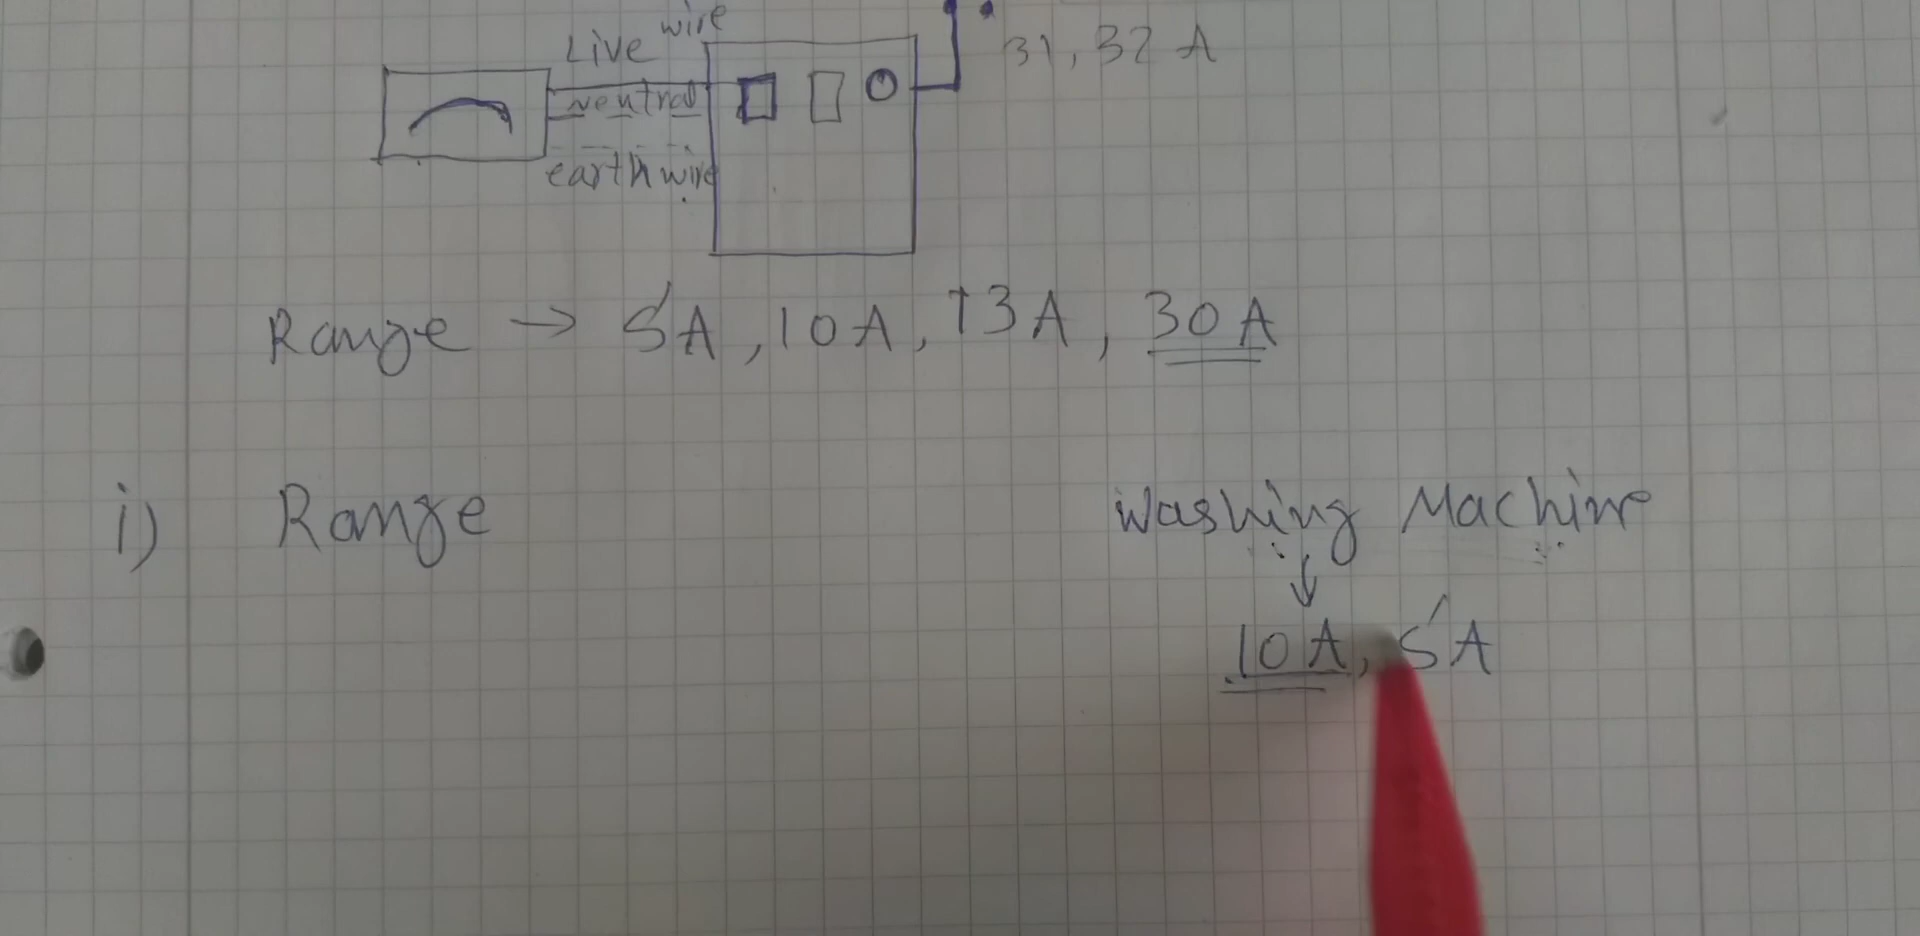 Live wire
31, 32 A
neutral
earth wire
Range → 5A, 10A, 13A, 30A
i) Range
Washing Machine
↓
10A, 5A